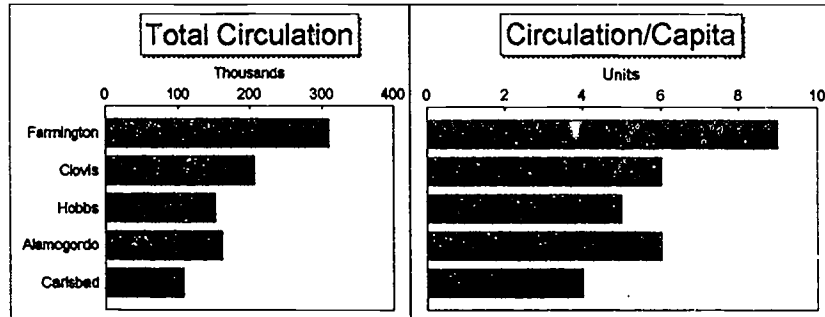 Total Circulation
Thousands
0 100 200 300 400
Farmington
Clovis
Hobbs
Alamogordo
Carlsbad
Circulation/Capita
Units
0 2 4 6 8 10